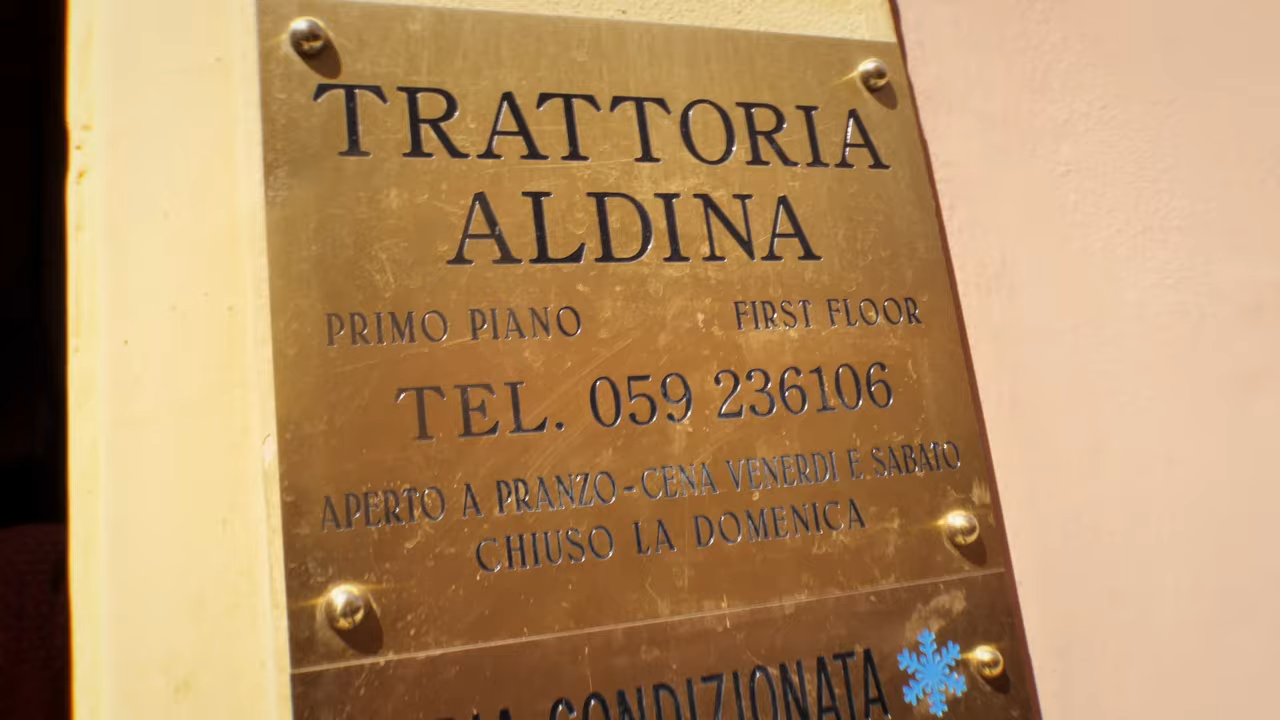 TRATTORIA
ALDINA
PRIMO PIANO FIRST FLOOR
TEL. 059 236106
APERTO A PRANZO - CENA VENERDI E SABATO
CHIUSO LA DOMENICA
CONDIZIONATA